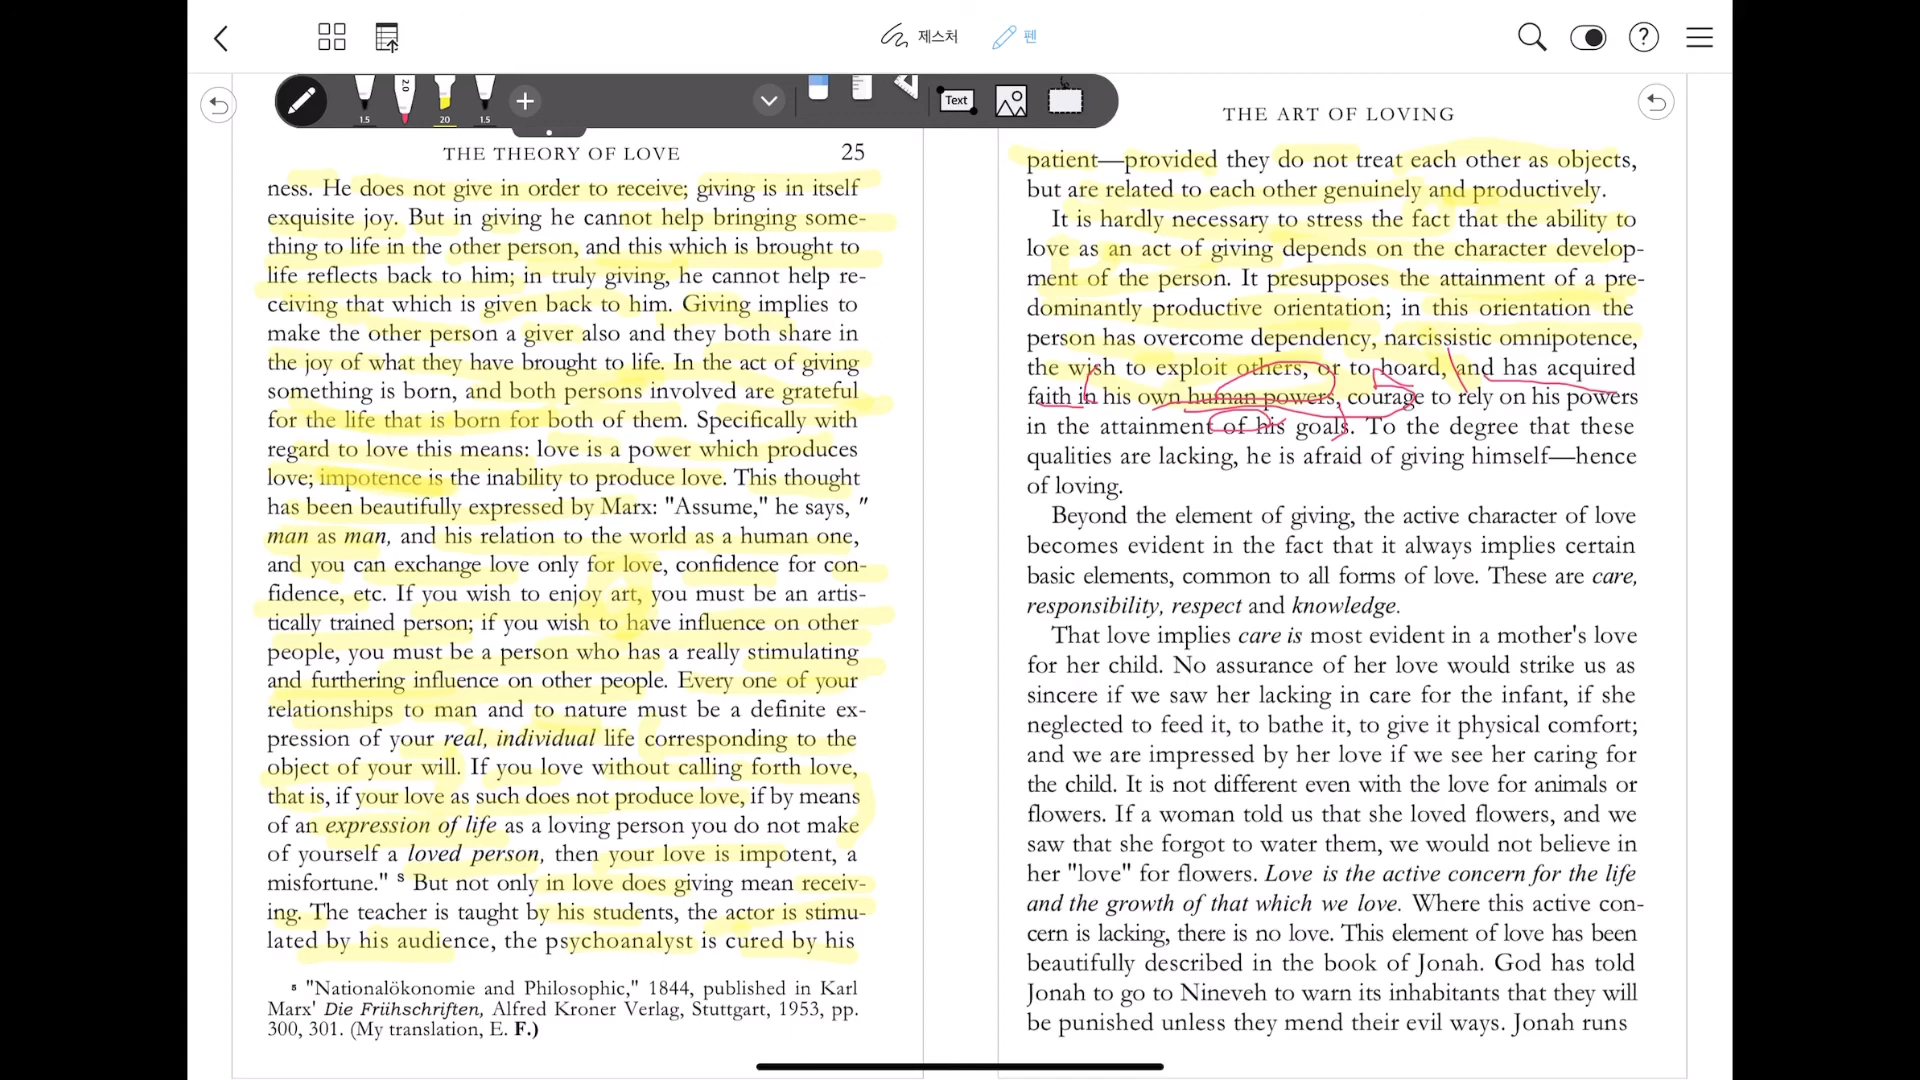 제스처
펜
?
1.5
2.0
20
1.5
Text
THE THEORY OF LOVE 25
ness. He does not give in order to receive; giving is in itself
exquisite joy. But in giving he cannot help bringing some-
thing to life in the other person, and this which is brought to
life reflects back to him; in truly giving, he cannot help re-
ceiving that which is given back to him. Giving implies to
make the other person a giver also and they both share in
the joy of what they have brought to life. In the act of giving
something is born, and both persons involved are grateful
for the life that is born for both of them. Specifically with
regard to love this means: love is a power which produces
love; impotence is the inability to produce love. This thought
has been beautifully expressed by Marx: "Assume," he says, "
man as man, and his relation to the world as a human one,
and you can exchange love only for love, confidence for con-
fidence, etc. If you wish to enjoy art, you must be an artis-
tically trained person; if you wish to have influence on other
people, you must be a person who has a really stimulating
and furthering influence on other people. Every one of your
relationships to man and to nature must be a definite ex-
pression of your real, individual life corresponding to the
object of your will. If you love without calling forth love,
that is, if your love as such does not produce love, if by means
of an expression of life as a loving person you do not make
of yourself a loved person, then your love is impotent, a
misfortune." ⁵ But not only in love does giving mean receiv-
ing. The teacher is taught by his students, the actor is stimu-
lated by his audience, the psychoanalyst is cured by his
⁵ "Nationalökonomie and Philosophic," 1844, published in Karl
Marx' Die Friihschriften, Alfred Kroner Verlag, Stuttgart, 1953, pp.
300, 301. (My translation, E. F.)
THE ART OF LOVING
patient—provided they do not treat each other as objects,
but are related to each other genuinely and productively.
It is hardly necessary to stress the fact that the ability to
love as an act of giving depends on the character develop-
ment of the person. It presupposes the attainment of a pre-
dominantly productive orientation; in this orientation the
person has overcome dependency, narcissistic omnipotence,
the wish to exploit others, or to hoard, and has acquired
faith in his own human powers, courage to rely on his powers
in the attainment of his goals. To the degree that these
qualities are lacking, he is afraid of giving himself—hence
of loving.
Beyond the element of giving, the active character of love
becomes evident in the fact that it always implies certain
basic elements, common to all forms of love. These are care,
responsibility, respect and knowledge.
That love implies care is most evident in a mother's love
for her child. No assurance of her love would strike us as
sincere if we saw her lacking in care for the infant, if she
neglected to feed it, to bathe it, to give it physical comfort;
and we are impressed by her love if we see her caring for
the child. It is not different even with the love for animals or
flowers. If a woman told us that she loved flowers, and we
saw that she forgot to water them, we would not believe in
her "love" for flowers. Love is the active concern for the life
and the growth of that which we love. Where this active con-
cern is lacking, there is no love. This element of love has been
beautifully described in the book of Jonah. God has told
Jonah to go to Nineveh to warn its inhabitants that they will
be punished unless they mend their evil ways. Jonah runs